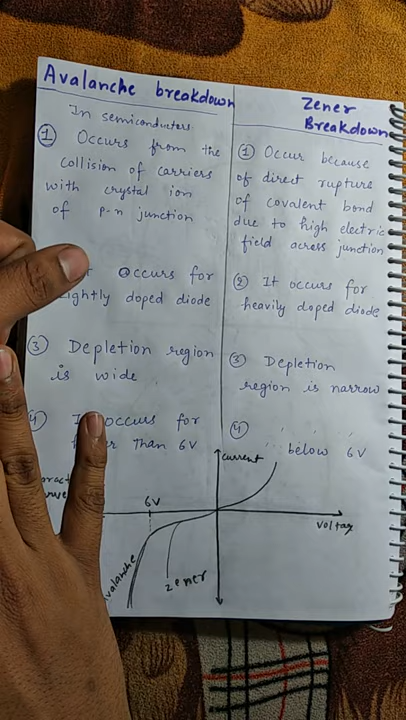 Avalanche breakdown
In semiconductors.
① Occurs from the
collision of carriers
with crystal ion
of p-n junction
occurs for
lightly doped diode
③ Depletion region
is wide
④ occurs for
Than 6V
Zener
Breakdown
① Occur because
of direct rupture
of covalent bond
due to high electric
field across junction
② It occurs for
heavily doped diode
③ Depletion
region is narrow
④ " " "
" " below 6V
current
6V
Voltag
Avalanche
Zener